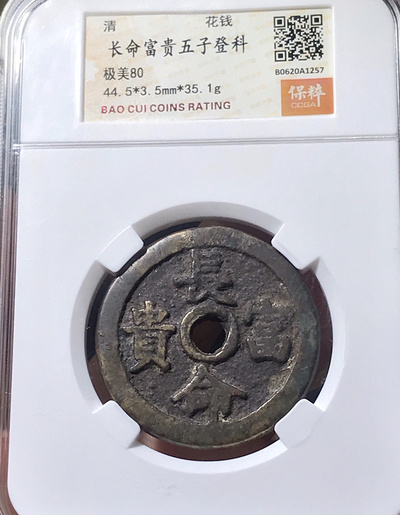 清 花钱
长命富贵五子登科
极美80
44.5*3.5mm*35.1g
BAO CUI COINS RATING
B0620A1257
保粹
CCGA
長
富
貴
命